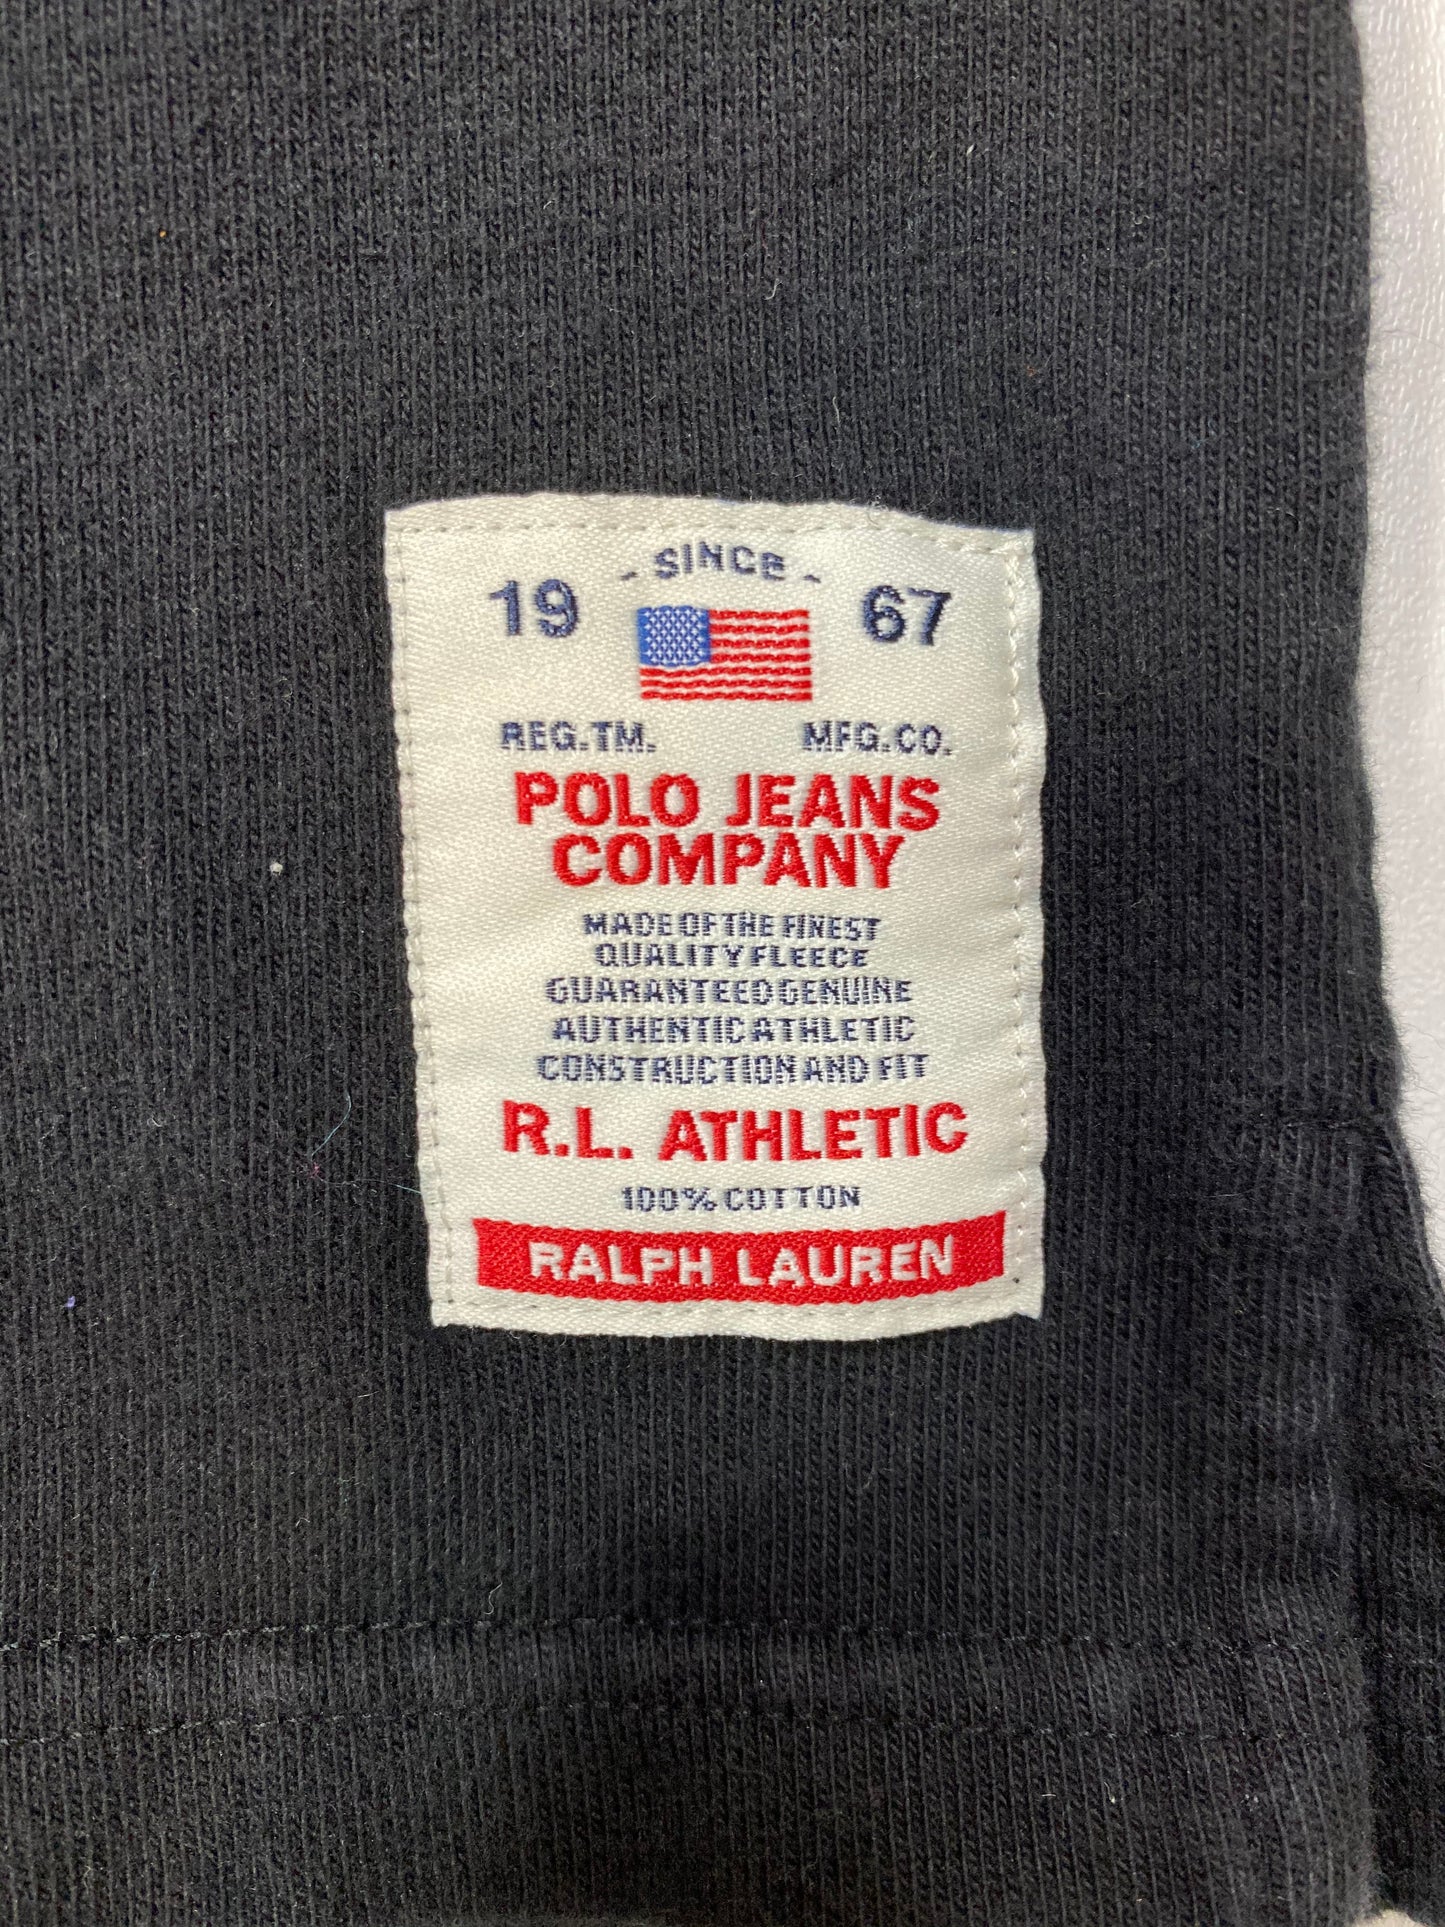 - SINCE -
19 67
REG.TM. MFG.CO.
POLO JEANS
COMPANY
MADE OF THE FINEST
QUALITY FLEECE
GUARANTEED GENUINE
AUTHENTIC ATHLETIC
CONSTRUCTION AND FIT
R.L. ATHLETIC
100% COTTON
RALPH LAUREN